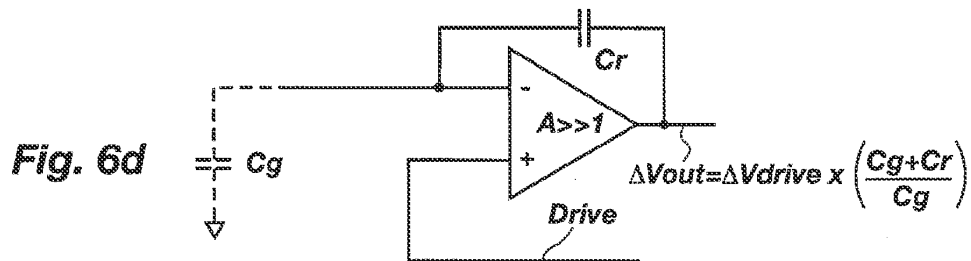 Cr
-
A>>1
+
Fig. 6d
Cg
ΔVout=ΔVdrive x (Cg+Cr/Cg)
Drive